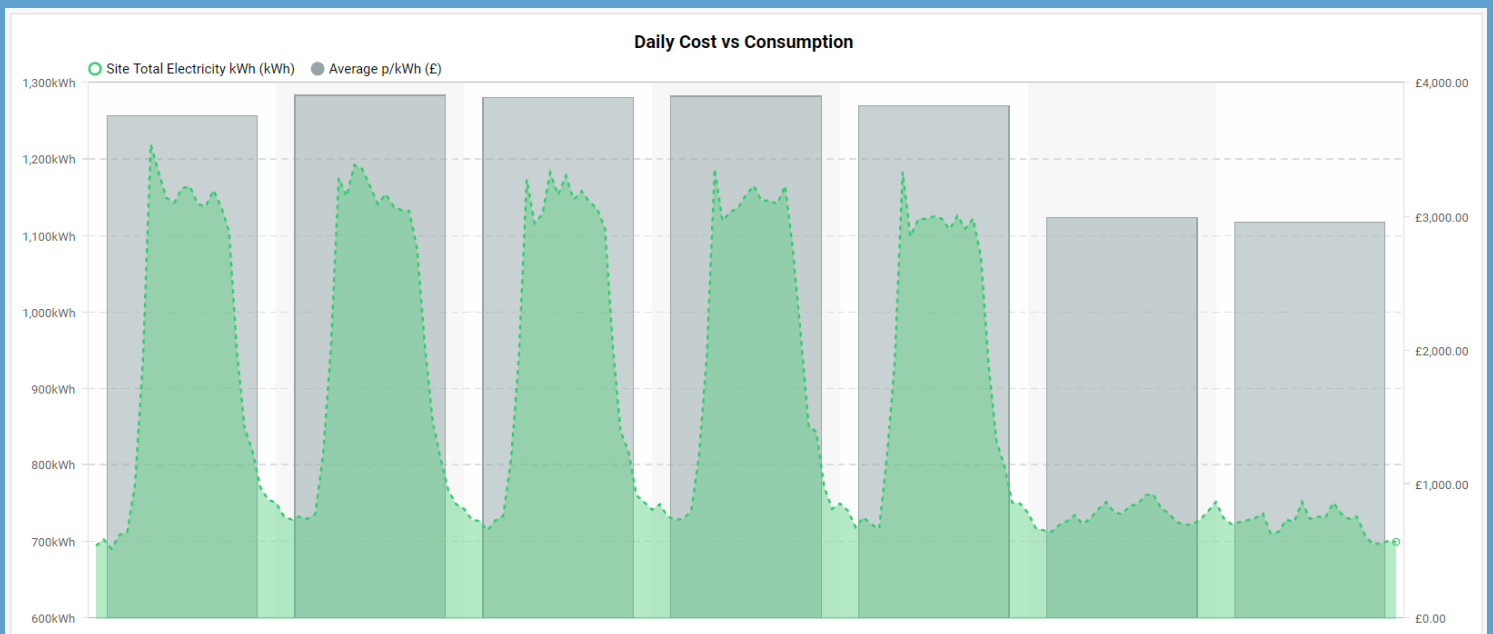 Daily Cost vs Consumption
Site Total Electricity kWh (kWh) Average p/kWh (£)
1,300kWh
1,200kWh
1,100kWh
1,000kWh
900kWh
800kWh
700kWh
600kWh
£4,000.00
£3,000.00
£2,000.00
£1,000.00
£0.00